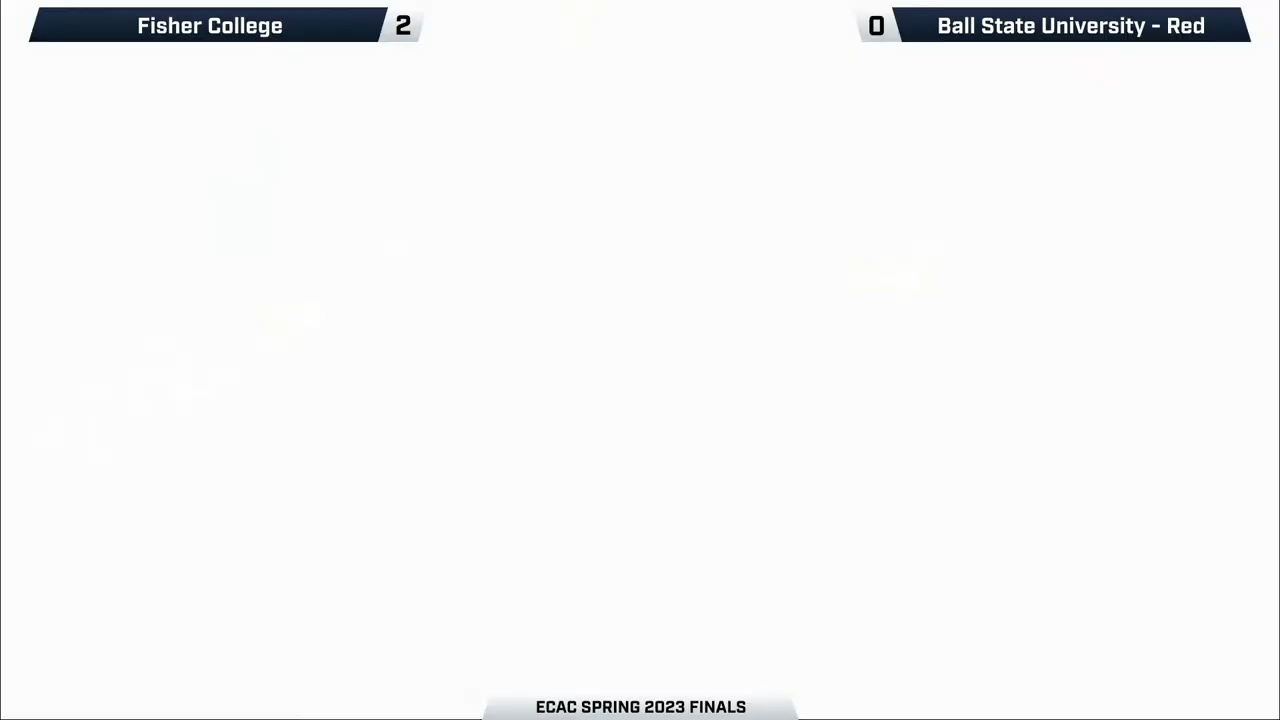 Fisher College 2
0 Ball State University - Red
ECAC SPRING 2023 FINALS